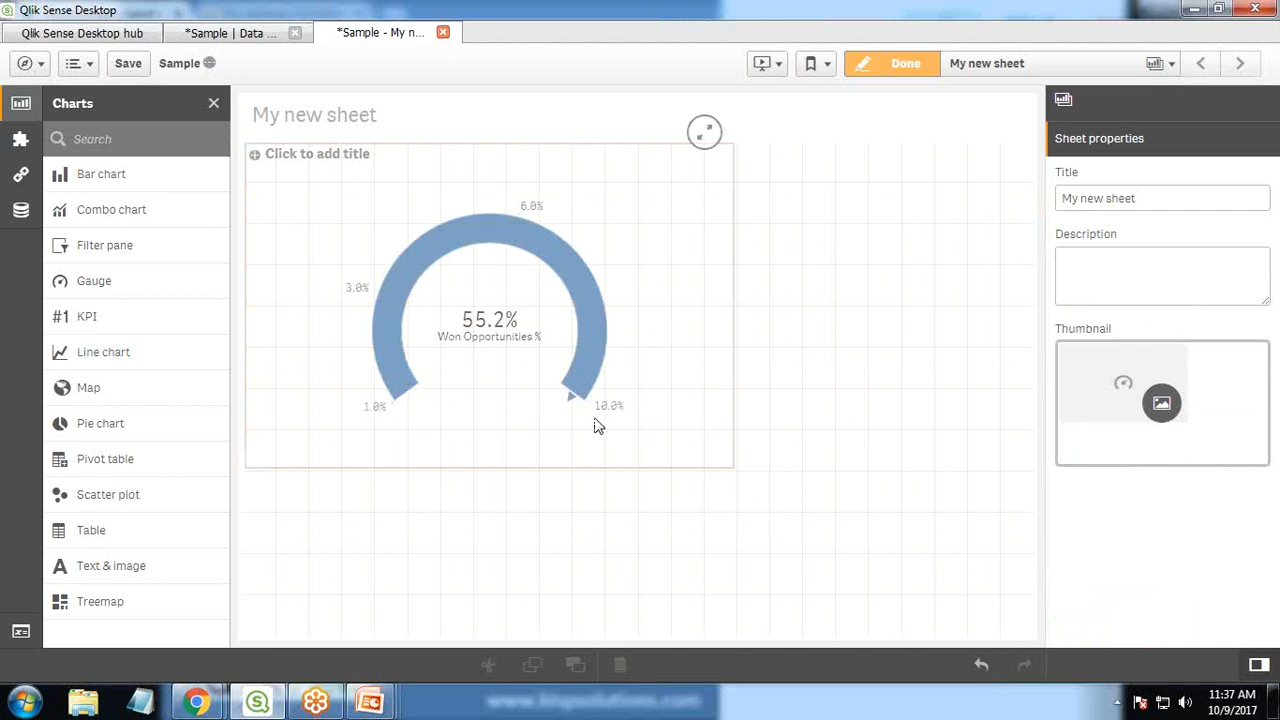 Qlik Sense Desktop
Qlik Sense Desktop hub
*Sample | Data ...
*Sample - My n...
Save
Sample
Done
My new sheet
Charts
Search
Bar chart
Combo chart
Filter pane
Gauge
#1 KPI
Line chart
Map
Pie chart
Pivot table
Scatter plot
Table
A Text & image
Treemap
My new sheet
Click to add title
6.0%
3.0%
55.2%
Won Opportunities %
1.0%
10.0%
Sheet properties
Title
My new sheet
Description
Thumbnail
11:37 AM
10/9/2017